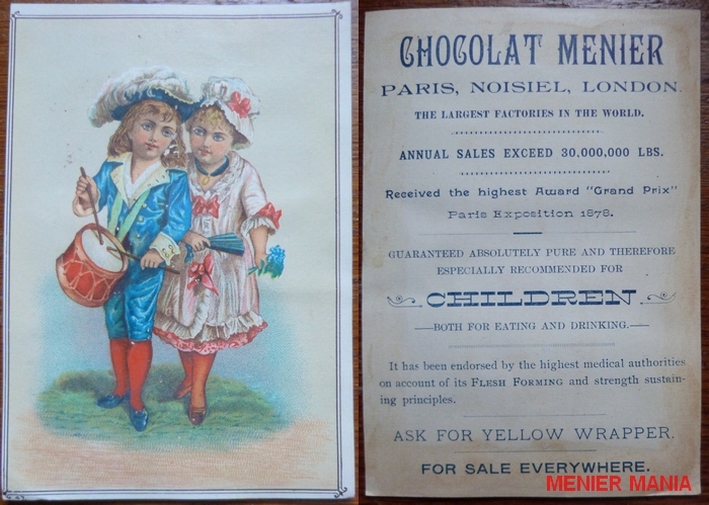 CHOCOLAT MENIER
PARIS, NOISIEL, LONDON.
THE LARGEST FACTORIES IN THE WORLD.
ANNUAL SALES EXCEED 30,000,000 LBS.
Received the highest Award "Grand Prix"
Paris Exposition 1878.
GUARANTEED ABSOLUTELY PURE AND THEREFORE
ESPECIALLY RECOMMENDED FOR
CHILDREN
—BOTH FOR EATING AND DRINKING.—
It has been endorsed by the highest medical authorities
on account of its FLESH FORMING and strength sustain-
ing principles.
ASK FOR YELLOW WRAPPER.
FOR SALE EVERYWHERE.
MENIER MANIA